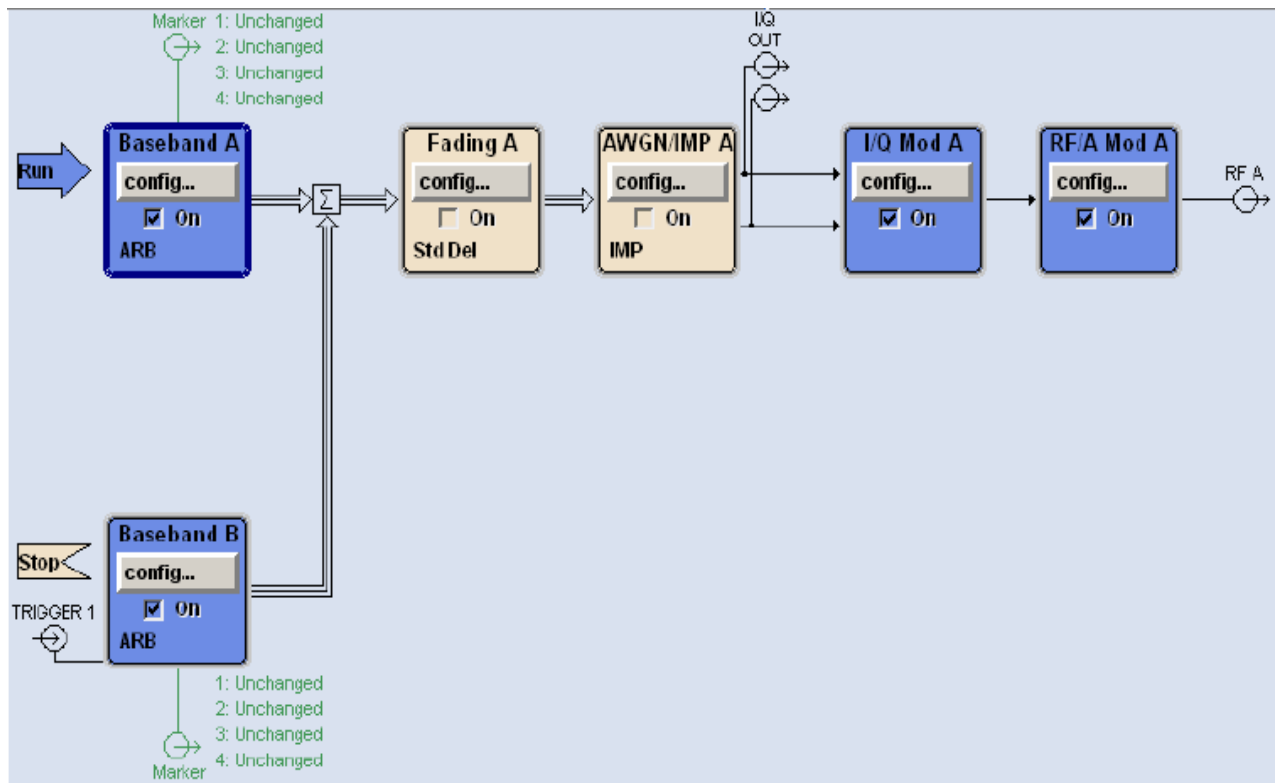 Marker 1: Unchanged
2: Unchanged
3: Unchanged
4: Unchanged
I/Q
OUT
Run
Baseband A
config...
On
ARB
Σ
Fading A
config...
On
Std Del
AWGN/IMP A
config...
On
IMP
I/Q Mod A
config...
On
RF/A Mod A
config...
On
RF A
Stop
TRIGGER 1
Baseband B
config...
On
ARB
1: Unchanged
2: Unchanged
3: Unchanged
Marker 4: Unchanged